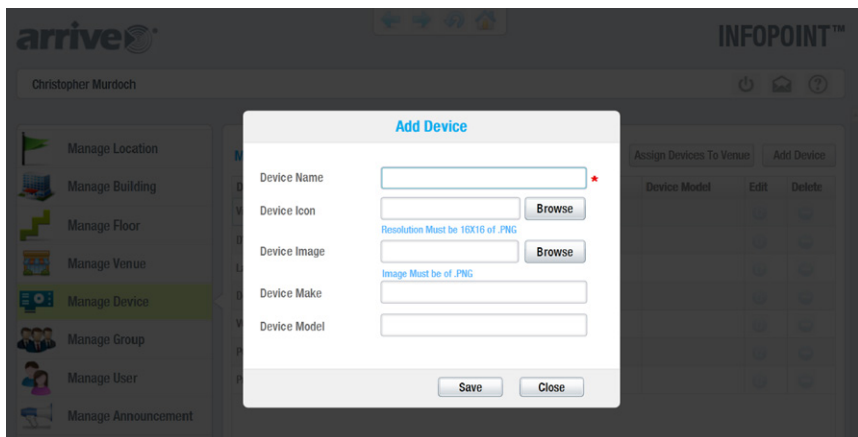 arrive
INFOPOINT™
Christopher Murdoch
Manage Location
Manage Building
Manage Floor
Manage Venue
Manage Device
Manage Group
Manage User
Manage Announcement
Assign Devices To Venue
Add Device
Device Model
Edit
Delete
Add Device
Device Name
*
Device Icon
Browse
Resolution Must be 16X16 of .PNG
Device Image
Browse
Image Must be of .PNG
Device Make
Device Model
Save
Close